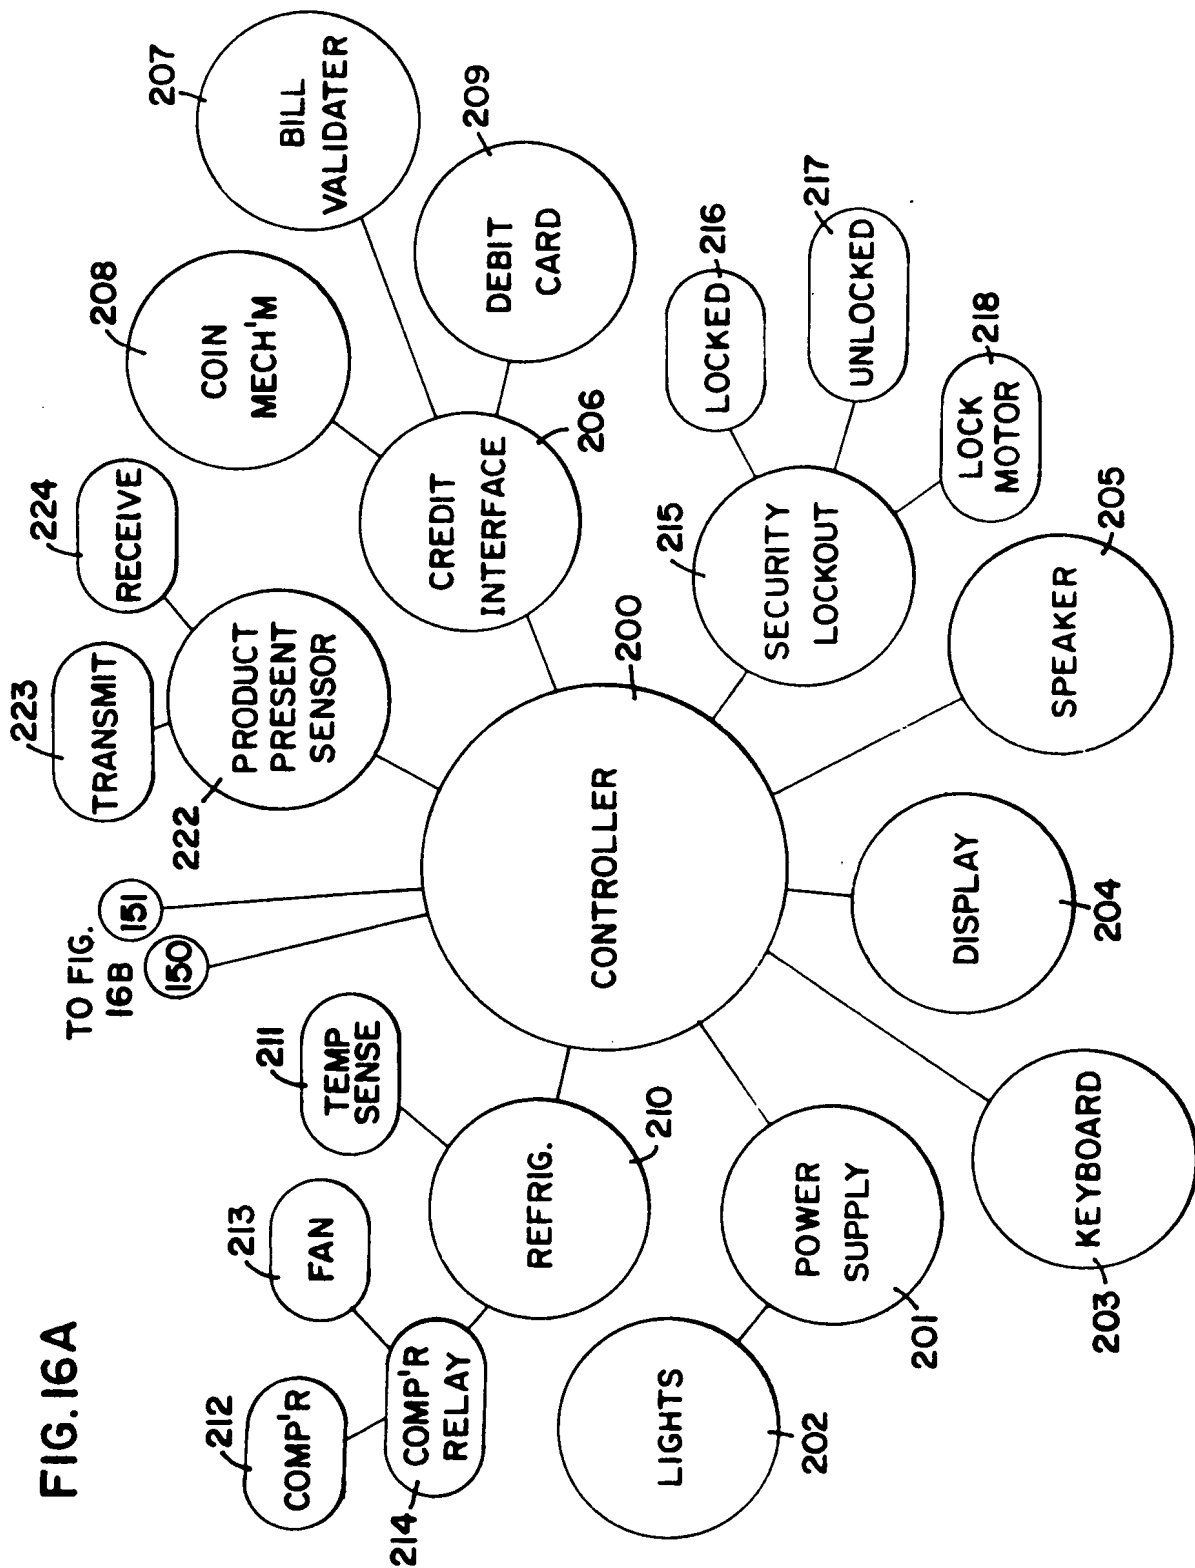 FIG.16A
TO FIG.
16B
150
151
223
TRANSMIT
224
RECEIVE
222
PRODUCT
PRESENT
SENSOR
208
COIN
MECH'M
207
BILL
VALIDATER
209
DEBIT
CARD
CREDIT
INTERFACE
206
212
COMP'R
213
FAN
211
TEMP
SENSE
214
COMP'R
RELAY
REFRIG.
210
CONTROLLER
200
215
SECURITY
LOCKOUT
LOCKED
216
UNLOCKED
217
LOCK
MOTOR
218
LIGHTS
202
POWER
SUPPLY
201
KEYBOARD
203
DISPLAY
204
SPEAKER
205